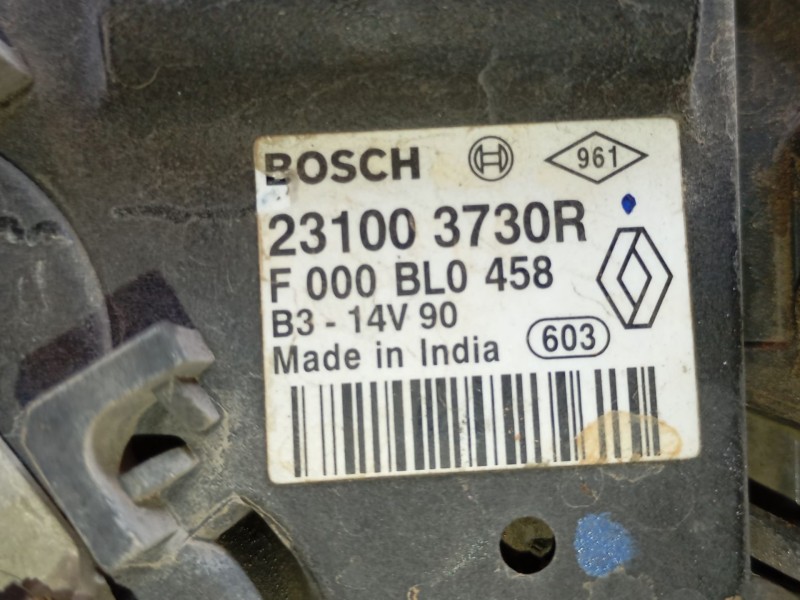 BOSCH 961
23100 3730R
F 000 BL0 458
B3 - 14V 90
Made in India 603